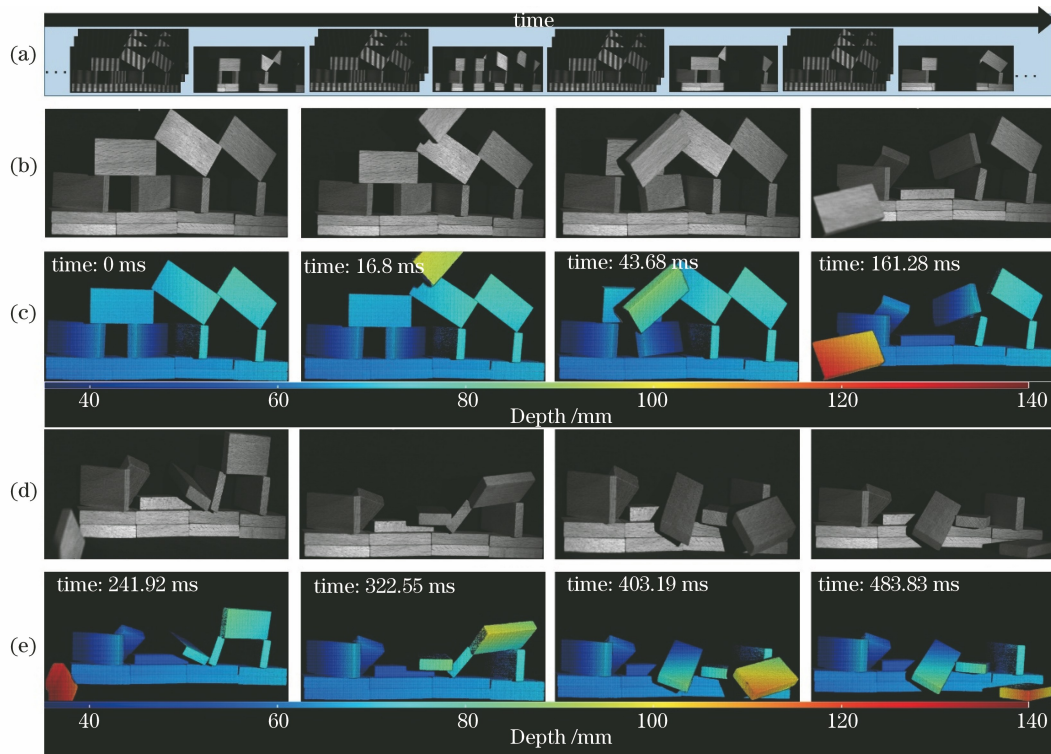 time
(a)
(b)
time: 0 ms
time: 16.8 ms
time: 43.68 ms
time: 161.28 ms
(c)
40 60 80 100 120 140
Depth /mm
(d)
time: 241.92 ms
time: 322.55 ms
time: 403.19 ms
time: 483.83 ms
(e)
40 60 80 100 120 140
Depth /mm